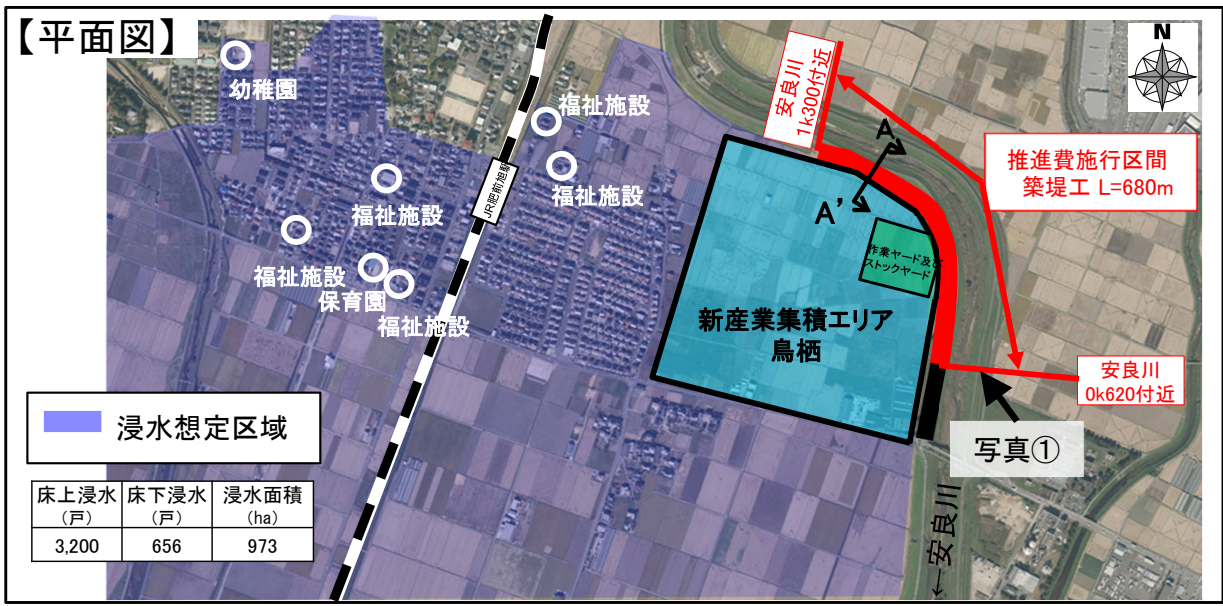 【平面図】
N
幼稚園
福祉施設
安良川
1k300付近
A
推進費施行区間
築堤工 L=680m
福祉施設
JR肥前旭駅
福祉施設
A'
作業ヤード及び
ストックヤード
福祉施設
保育園
福祉施設
新産業集積エリア
鳥栖
安良川
0k620付近
浸水想定区域
写真①
床上浸水
(戸)
床下浸水
(戸)
浸水面積
(ha)
3,200
656
973
←安良川